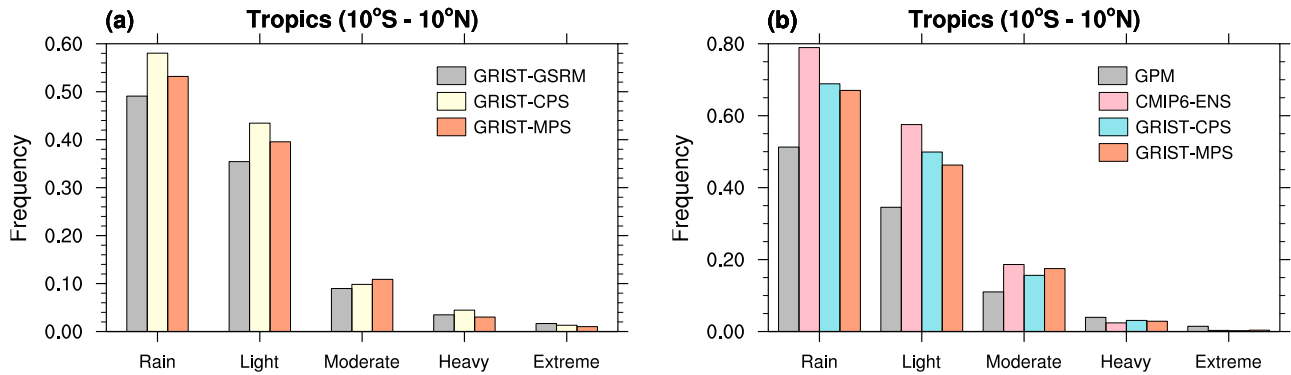 (a) Tropics (10°S - 10°N)
0.60
0.50
0.40
0.30
0.20
0.10
0.00
Frequency
GRIST-GSRM
GRIST-CPS
GRIST-MPS
Rain Light Moderate Heavy Extreme
(b) Tropics (10°S - 10°N)
0.80
0.60
0.40
0.20
0.00
Frequency
GPM
CMIP6-ENS
GRIST-CPS
GRIST-MPS
Rain Light Moderate Heavy Extreme